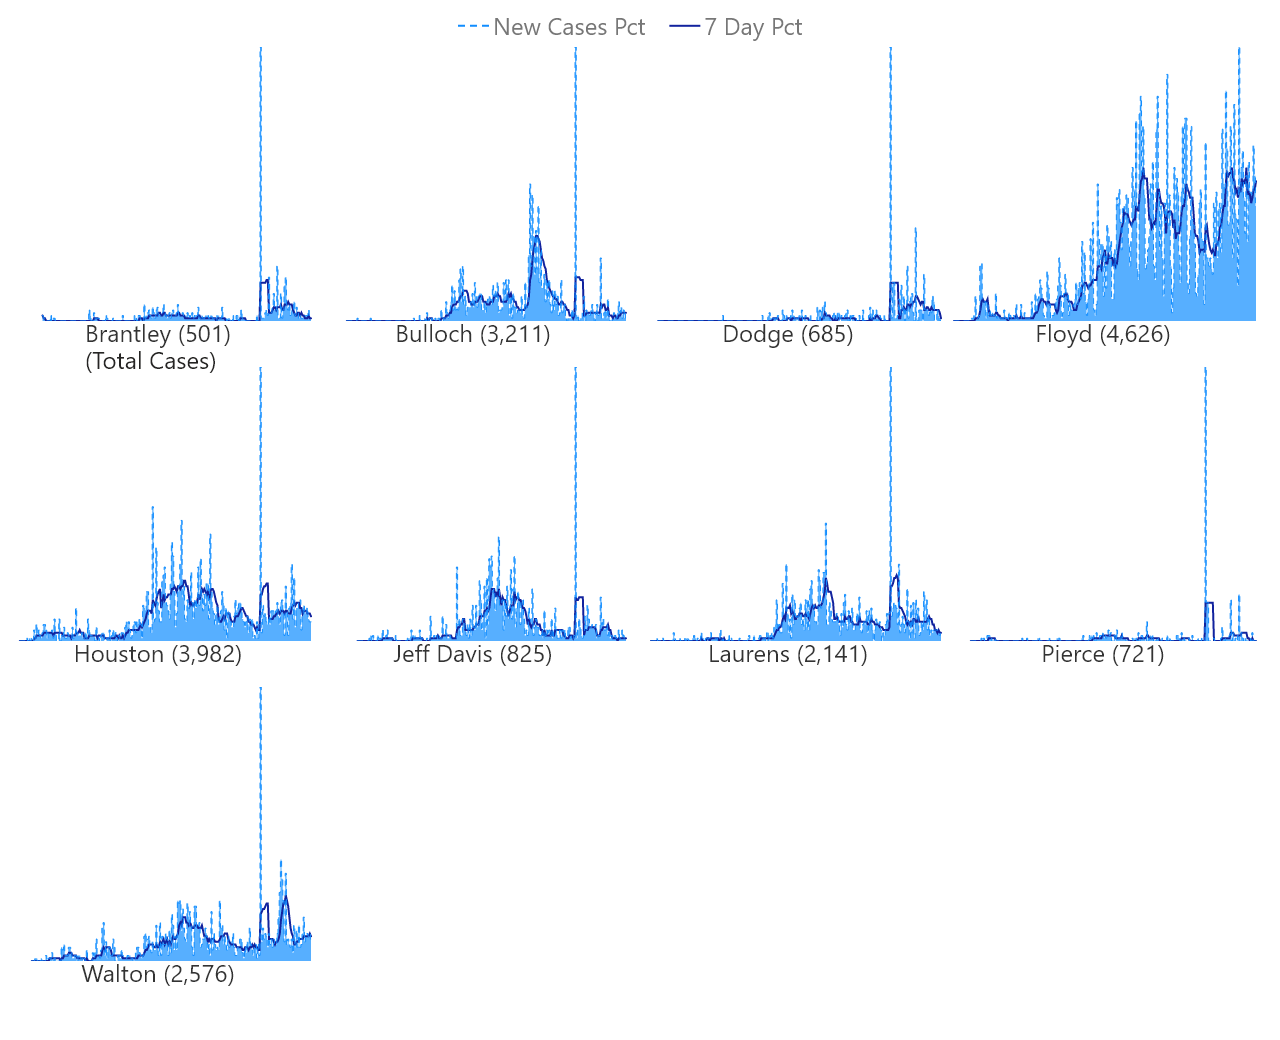 New Cases Pct 7 Day Pct
Brantley (501)
(Total Cases)
Bulloch (3,211)
Dodge (685)
Floyd (4,626)
Houston (3,982)
Jeff Davis (825)
Laurens (2,141)
Pierce (721)
Walton (2,576)